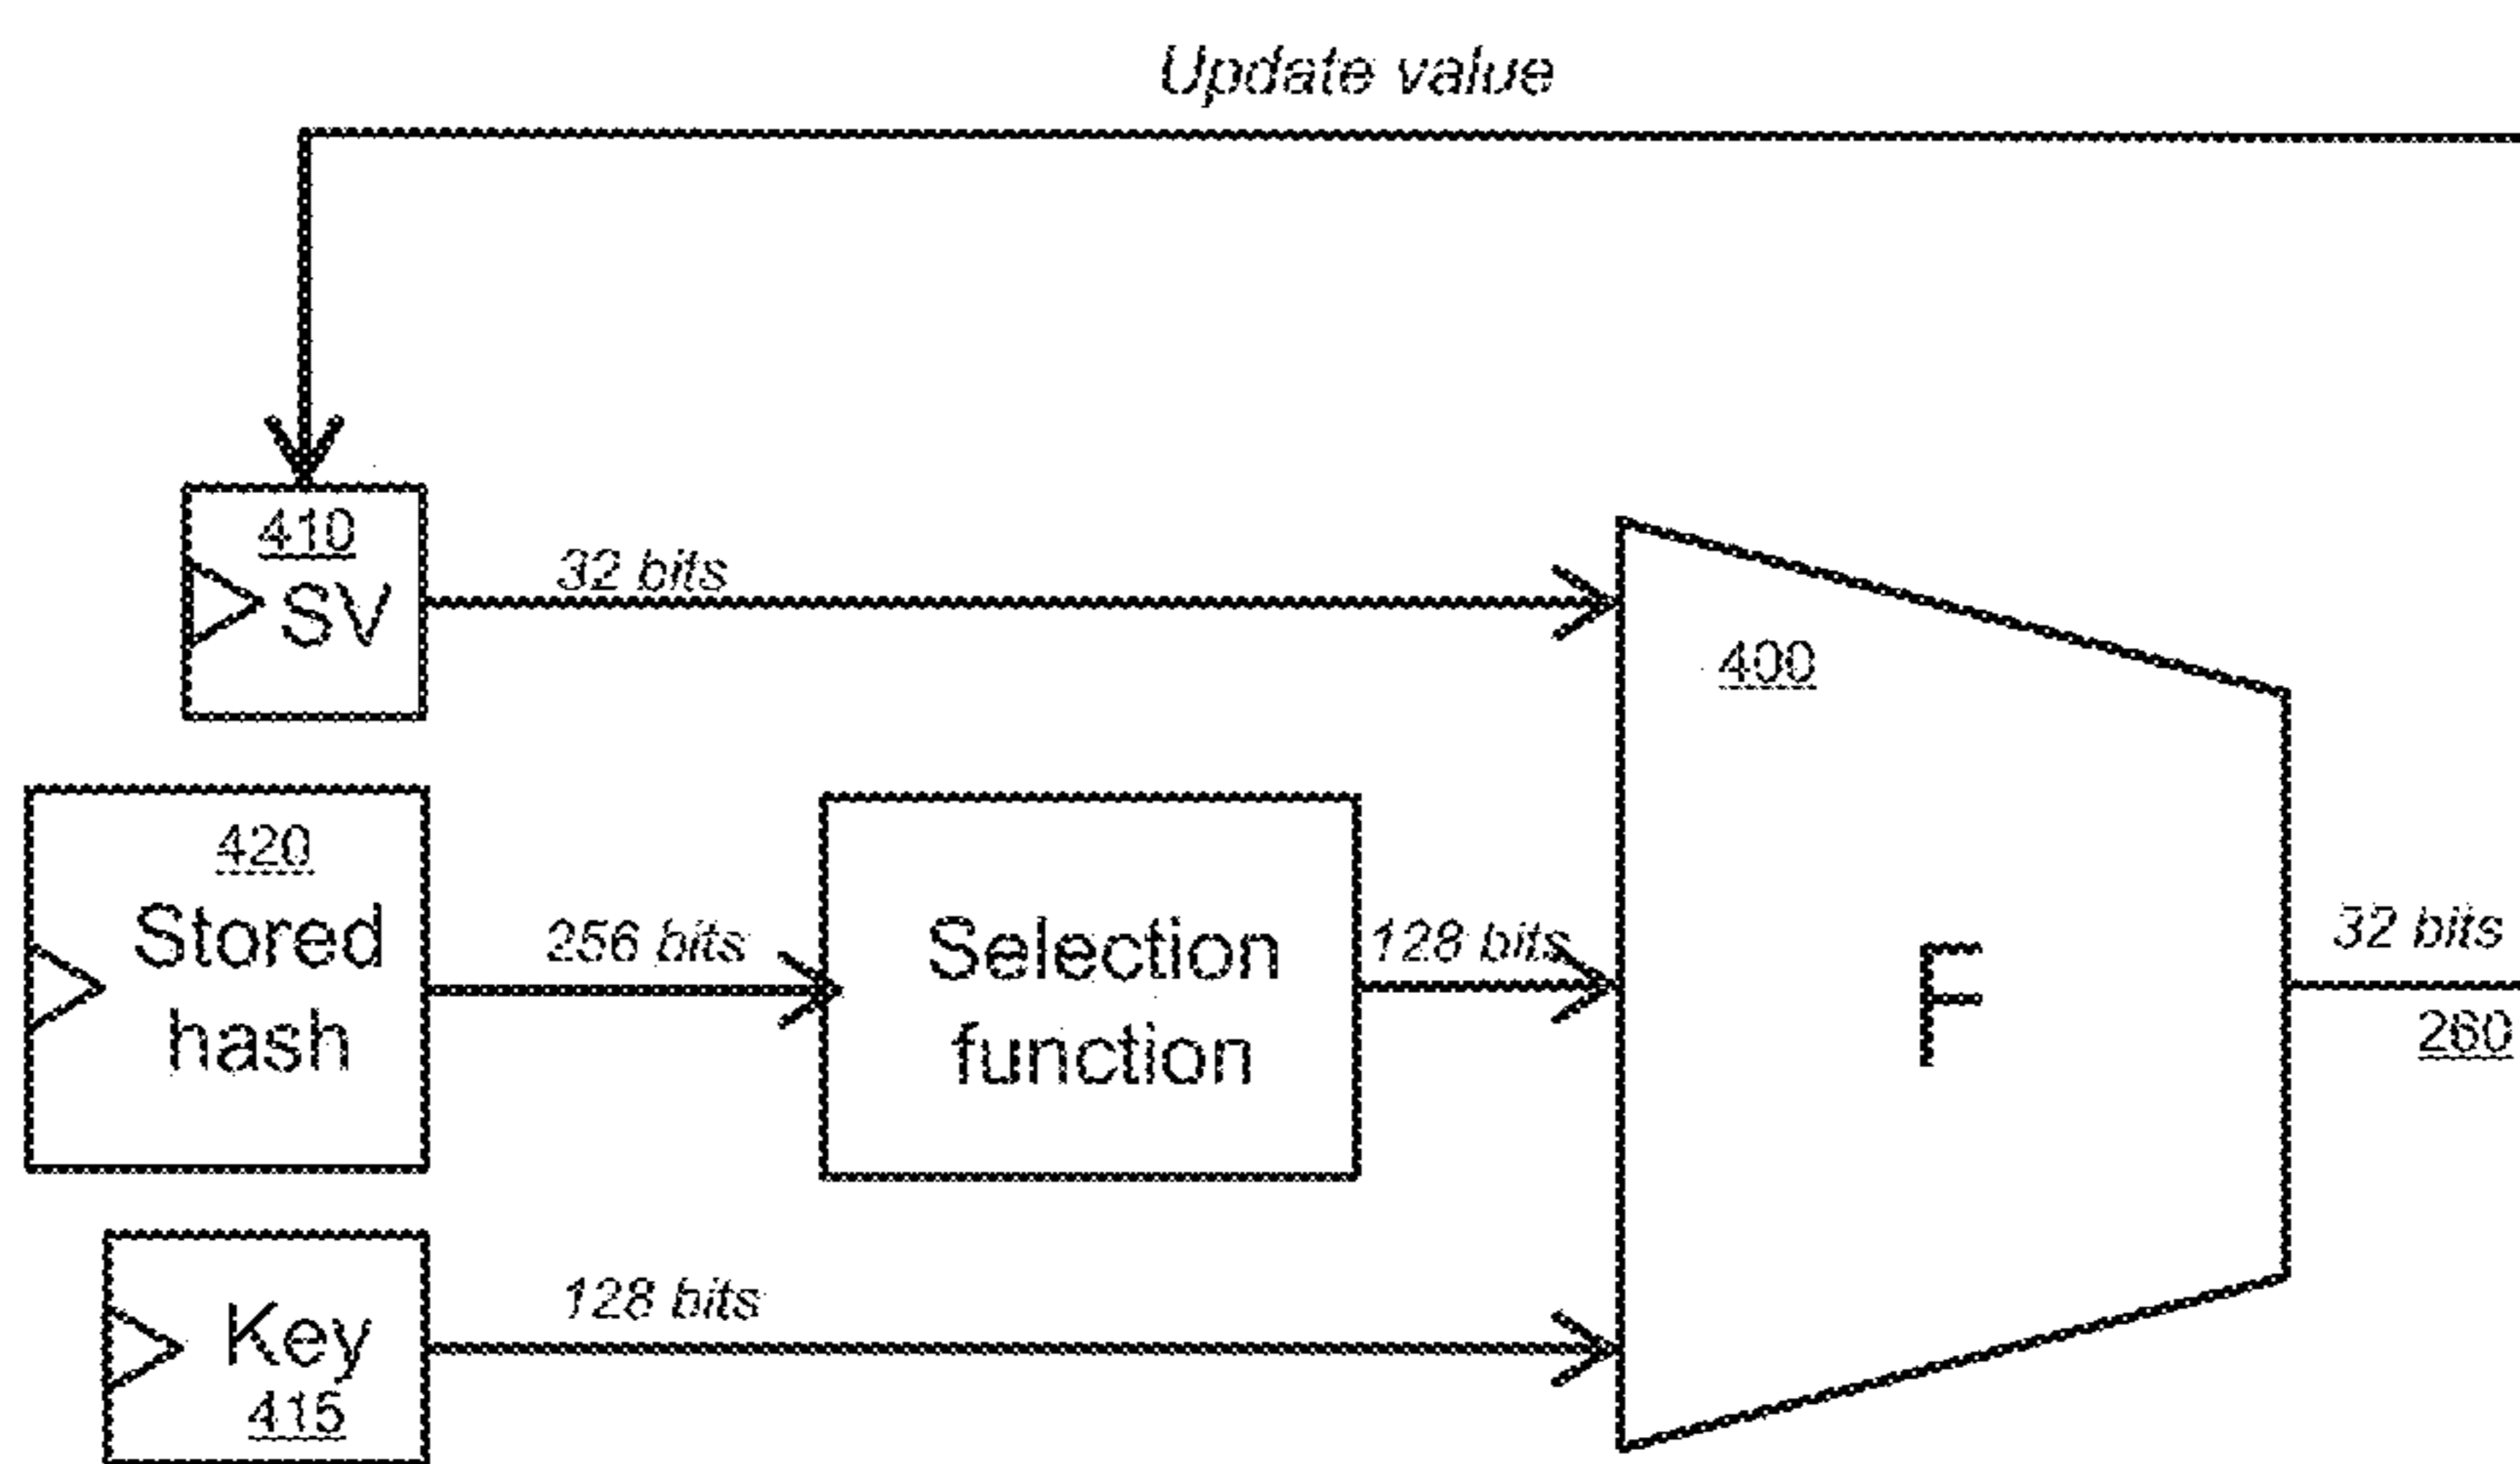 Update value
410
SV
32 bits
400
420
Stored
hash
256 bits
Selection
function
128 bits
F
32 bits
260
Key
415
128 bits